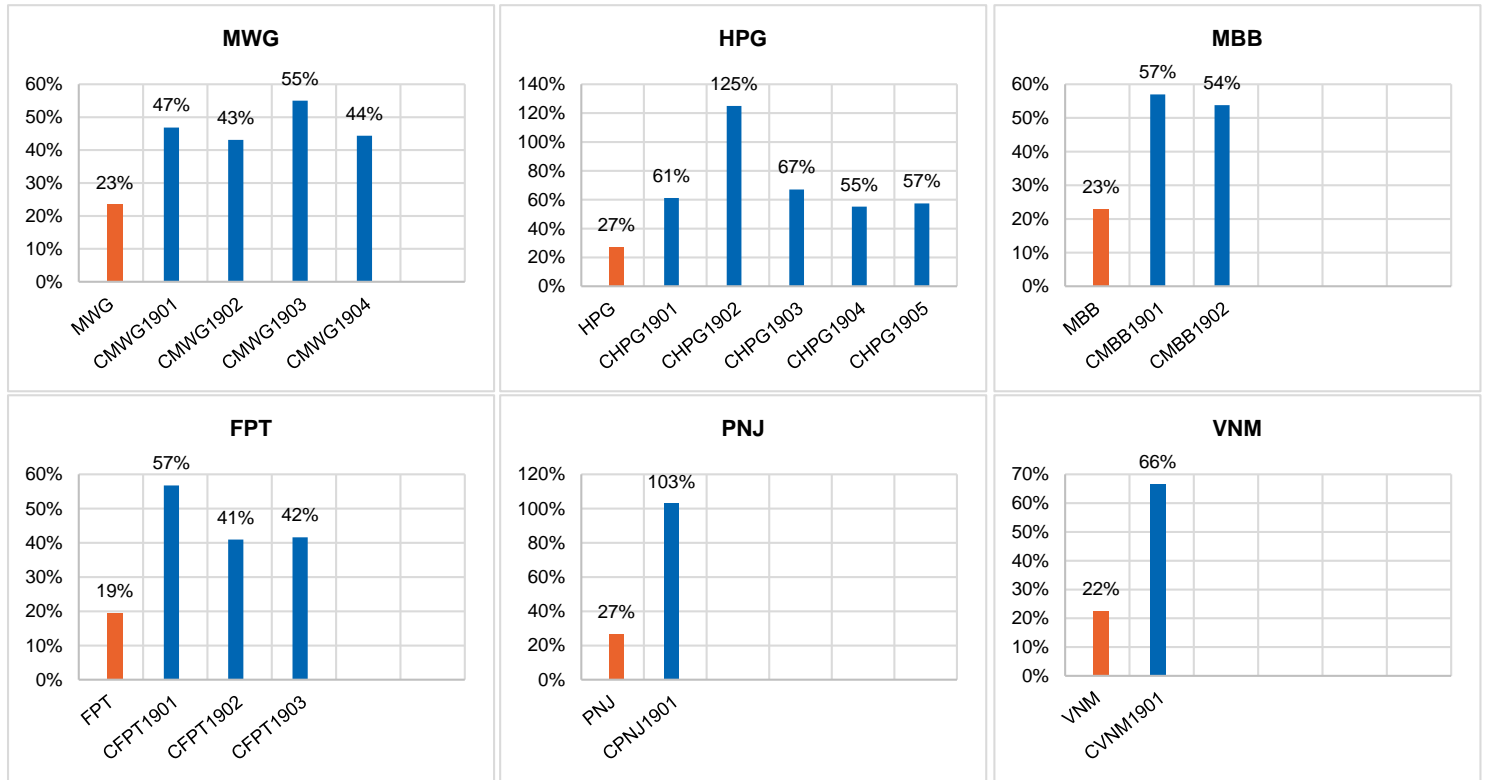 MWG
60%
50%
40%
30%
20%
10%
0%
23%
47%
43%
55%
44%
MWG
CMWG1901
CMWG1902
CMWG1903
CMWG1904
HPG
140%
120%
100%
80%
60%
40%
20%
0%
27%
61%
125%
67%
55%
57%
HPG
CHPG1901
CHPG1902
CHPG1903
CHPG1904
CHPG1905
MBB
60%
50%
40%
30%
20%
10%
0%
23%
57%
54%
MBB
CMBB1901
CMBB1902
FPT
60%
50%
40%
30%
20%
10%
0%
19%
57%
41%
42%
FPT
CFPT1901
CFPT1902
CFPT1903
PNJ
120%
100%
80%
60%
40%
20%
0%
27%
103%
PNJ
CPNJ1901
VNM
70%
60%
50%
40%
30%
20%
10%
0%
22%
66%
VNM
CVNM1901